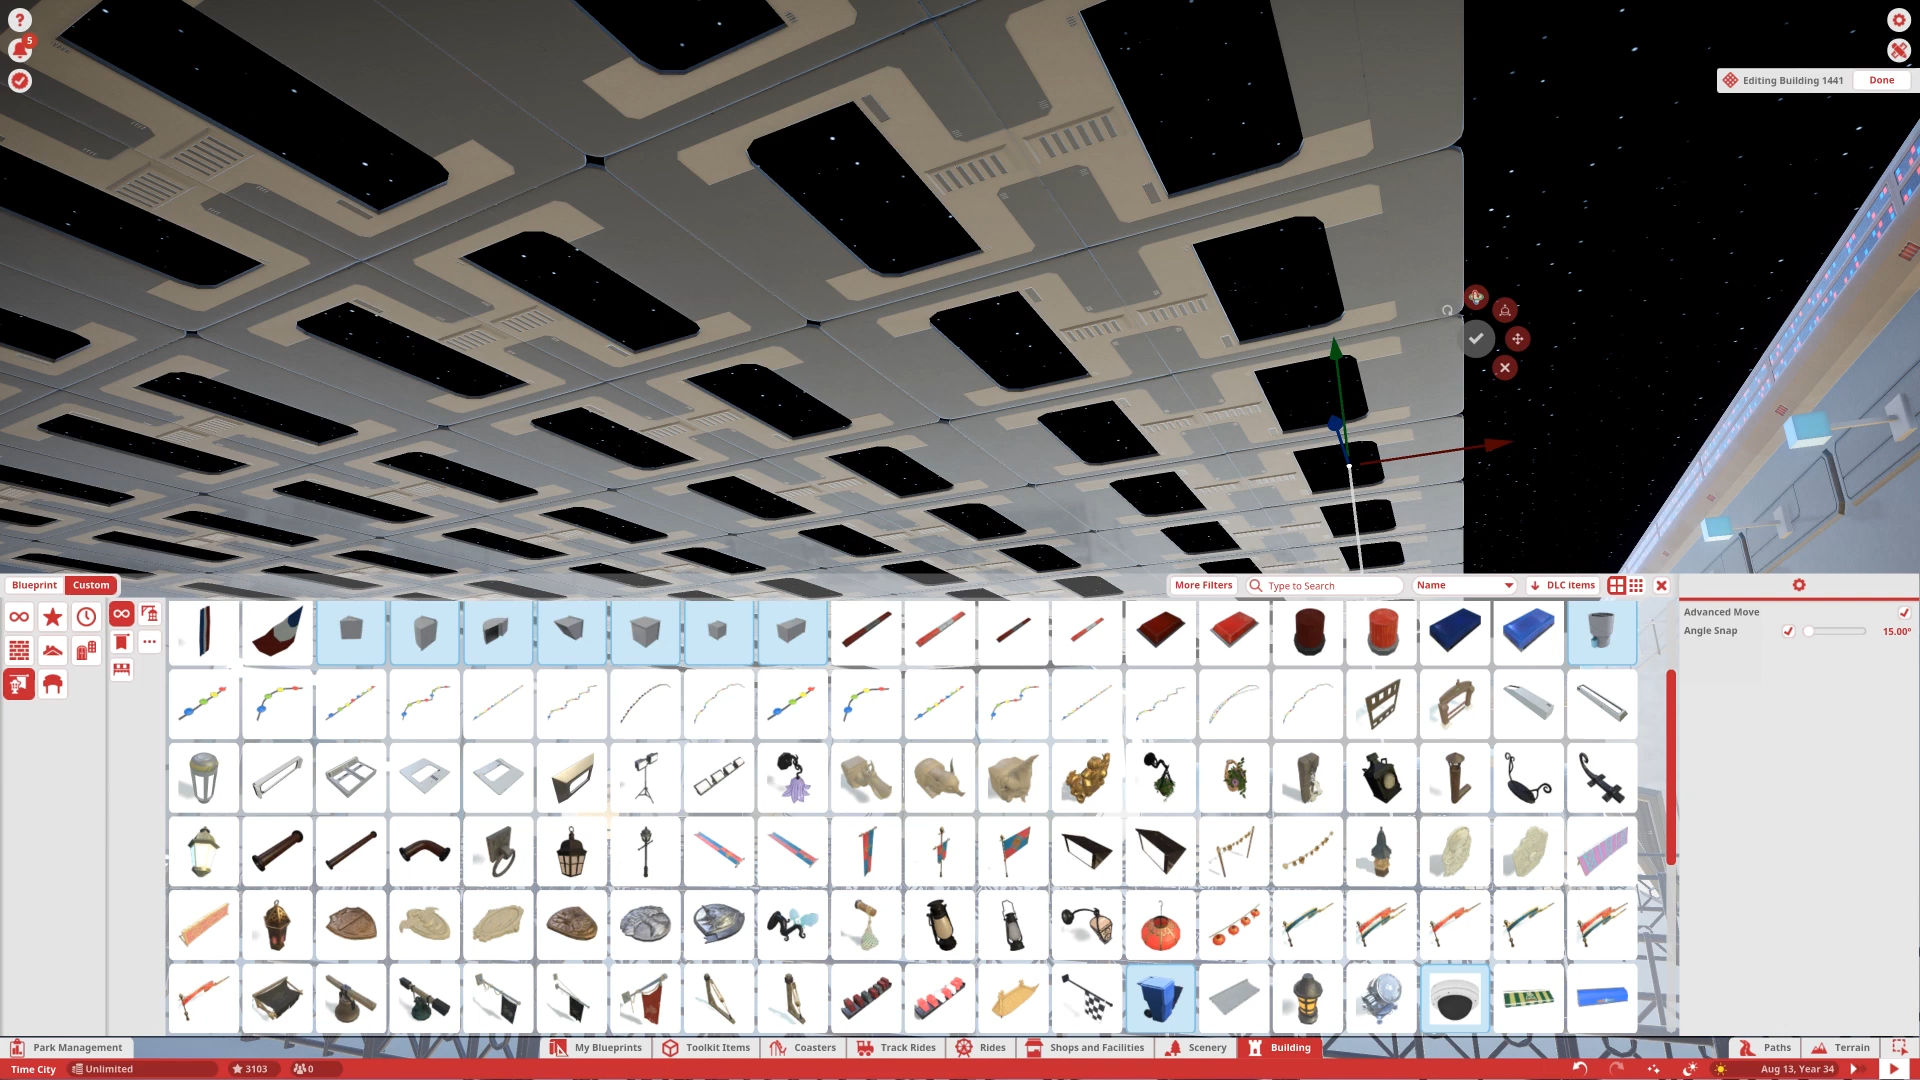 ?
5
Editing Building 1441
Done
Blueprint
Custom
More Filters
Type to Search
Name
DLC items
Advanced Move
Angle Snap
15.00°
Park Management
My Blueprints
Toolkit Items
Coasters
Track Rides
Rides
Shops and Facilities
Scenery
Building
Paths
Terrain
Time City
Unlimited
3103
0
Aug 13, Year 34